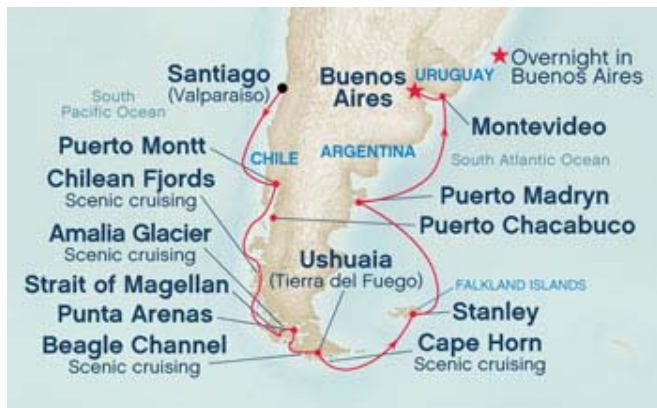 Santiago
(Valparaiso)
South
Pacific Ocean
Buenos
Aires
URUGUAY
Overnight in
Buenos Aires
Montevideo
Puerto Montt
CHILE
ARGENTINA
South Atlantic Ocean
Chilean Fjords
Scenic cruising
Puerto Madryn
Puerto Chacabuco
Amalia Glacier
Scenic cruising
Ushuaia
(Tierra del Fuego)
Strait of Magellan
FALKLAND ISLANDS
Punta Arenas
Stanley
Beagle Channel
Scenic cruising
Cape Horn
Scenic cruising